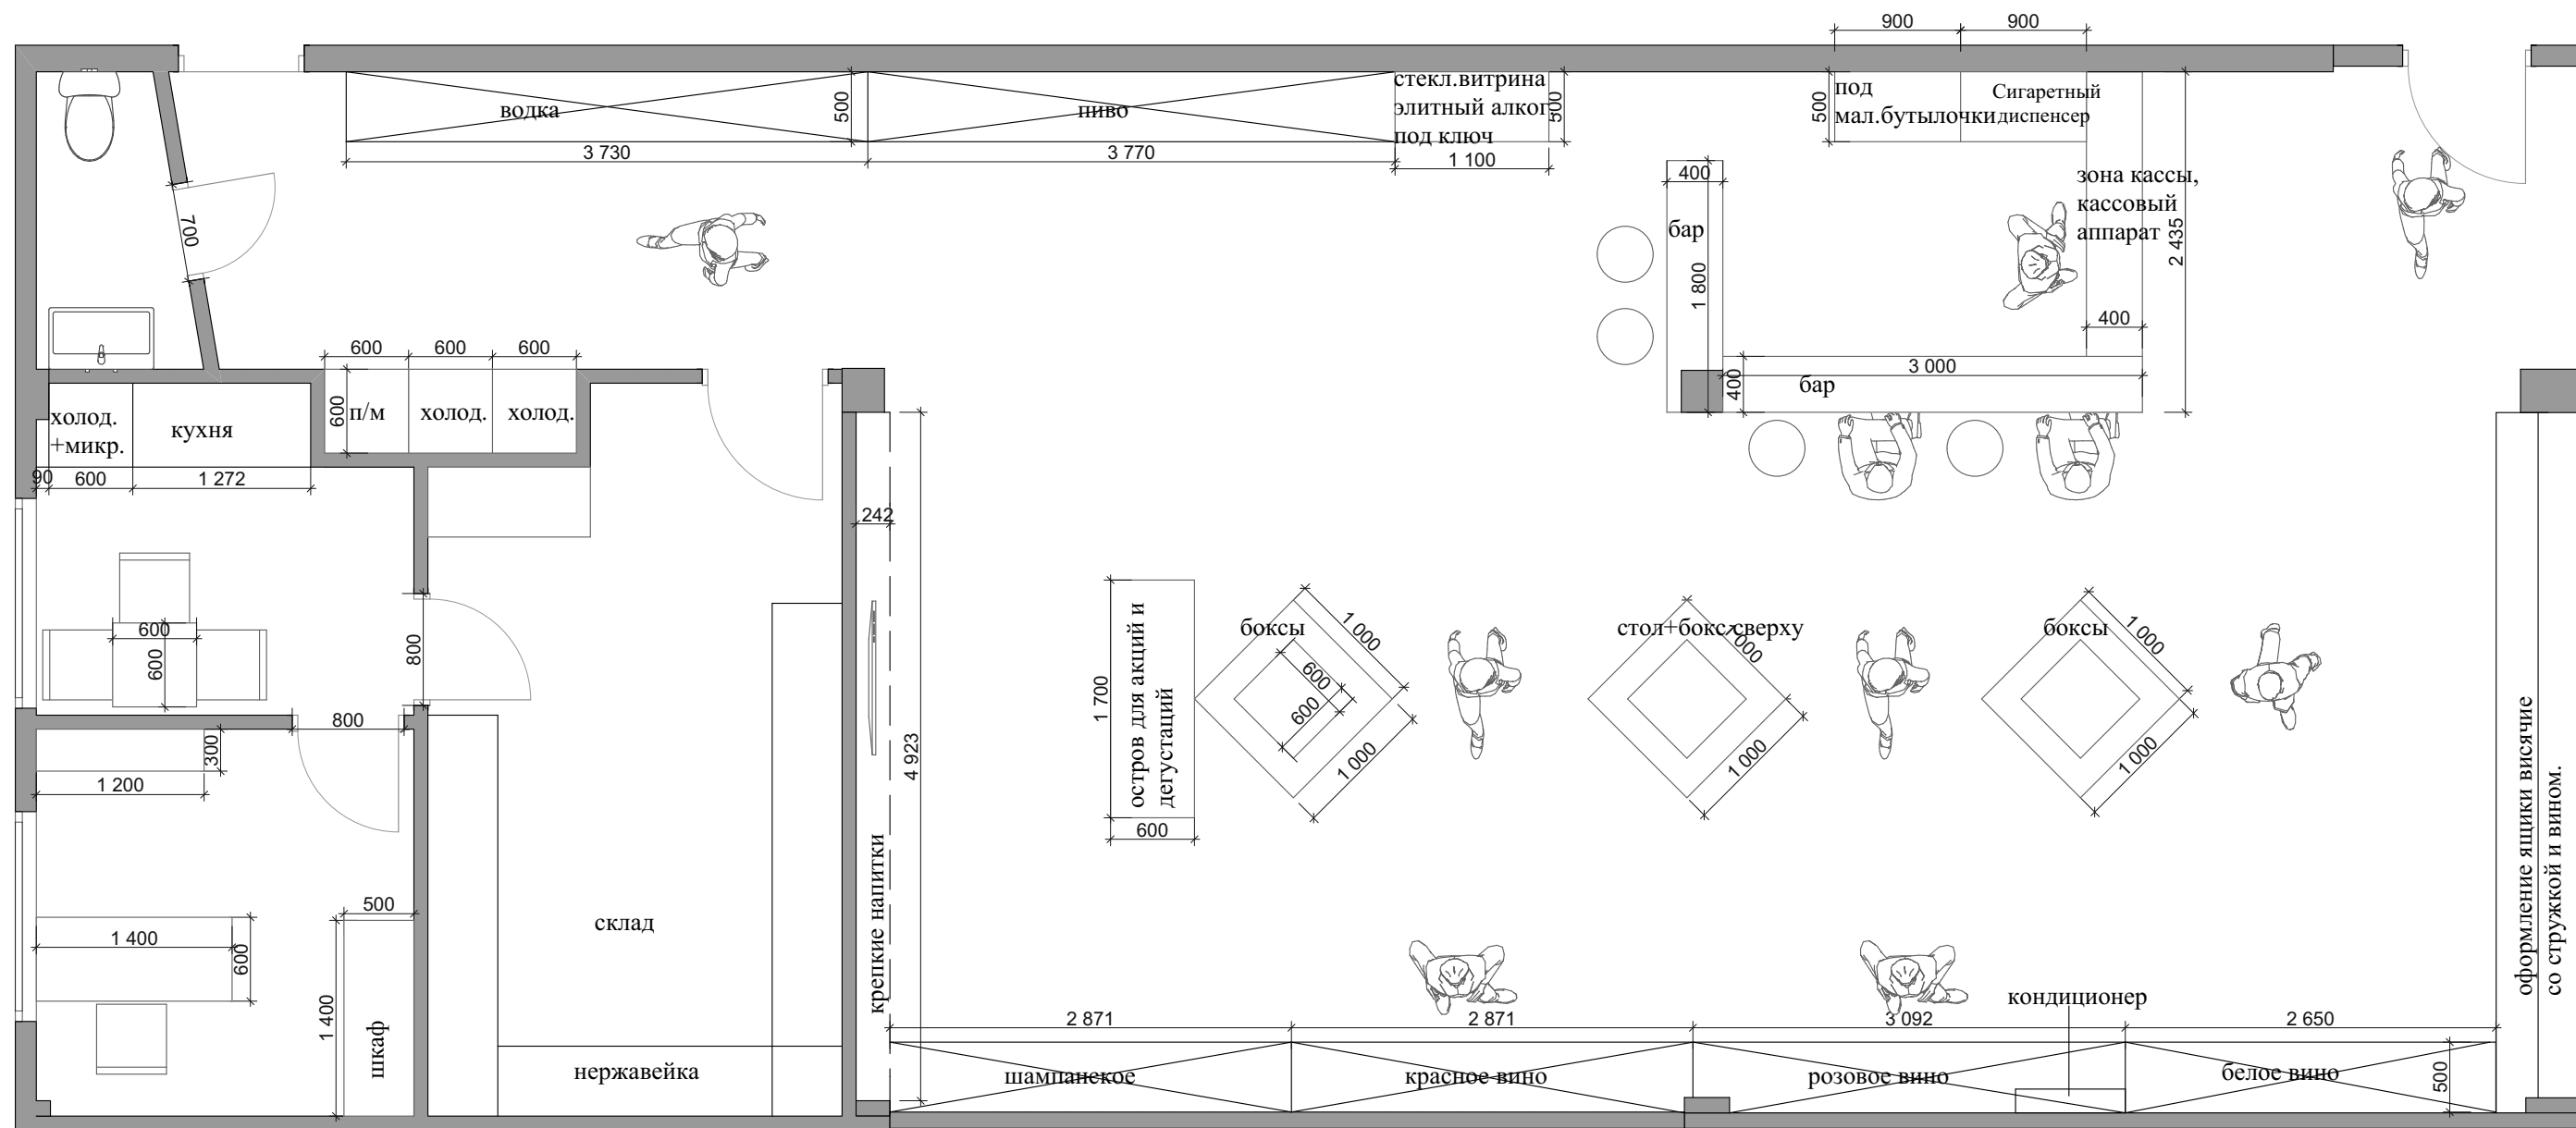 900
900
стекл.витрина
элитный алког
под ключ
500
водка
500
пиво
500
под
мал.бутылочки
Сигаретный
диспенсер
3 730
3 770
1 100
400
зона кассы,
кассовый
аппарат
2 435
700
бар
1 800
400
600
600
600
3 000
400
бар
600
п/м
холод.
холод.
холод.
+микр.
кухня
90
600
1 272
242
600
600
800
остров для акций и
дегустаций
1 700
600
боксы
1 000
600
600
1 000
стол+бокс сверху
1 000
1 000
боксы
1 000
1 000
800
300
1 200
4 923
крепкие напитки
оформление ящики висячие
со стружкой и вином.
500
1 400
600
1 400
шкаф
склад
нержавейка
кондиционер
2 871
2 871
3 092
2 650
шампанское
красное вино
розовое вино
белое вино
500